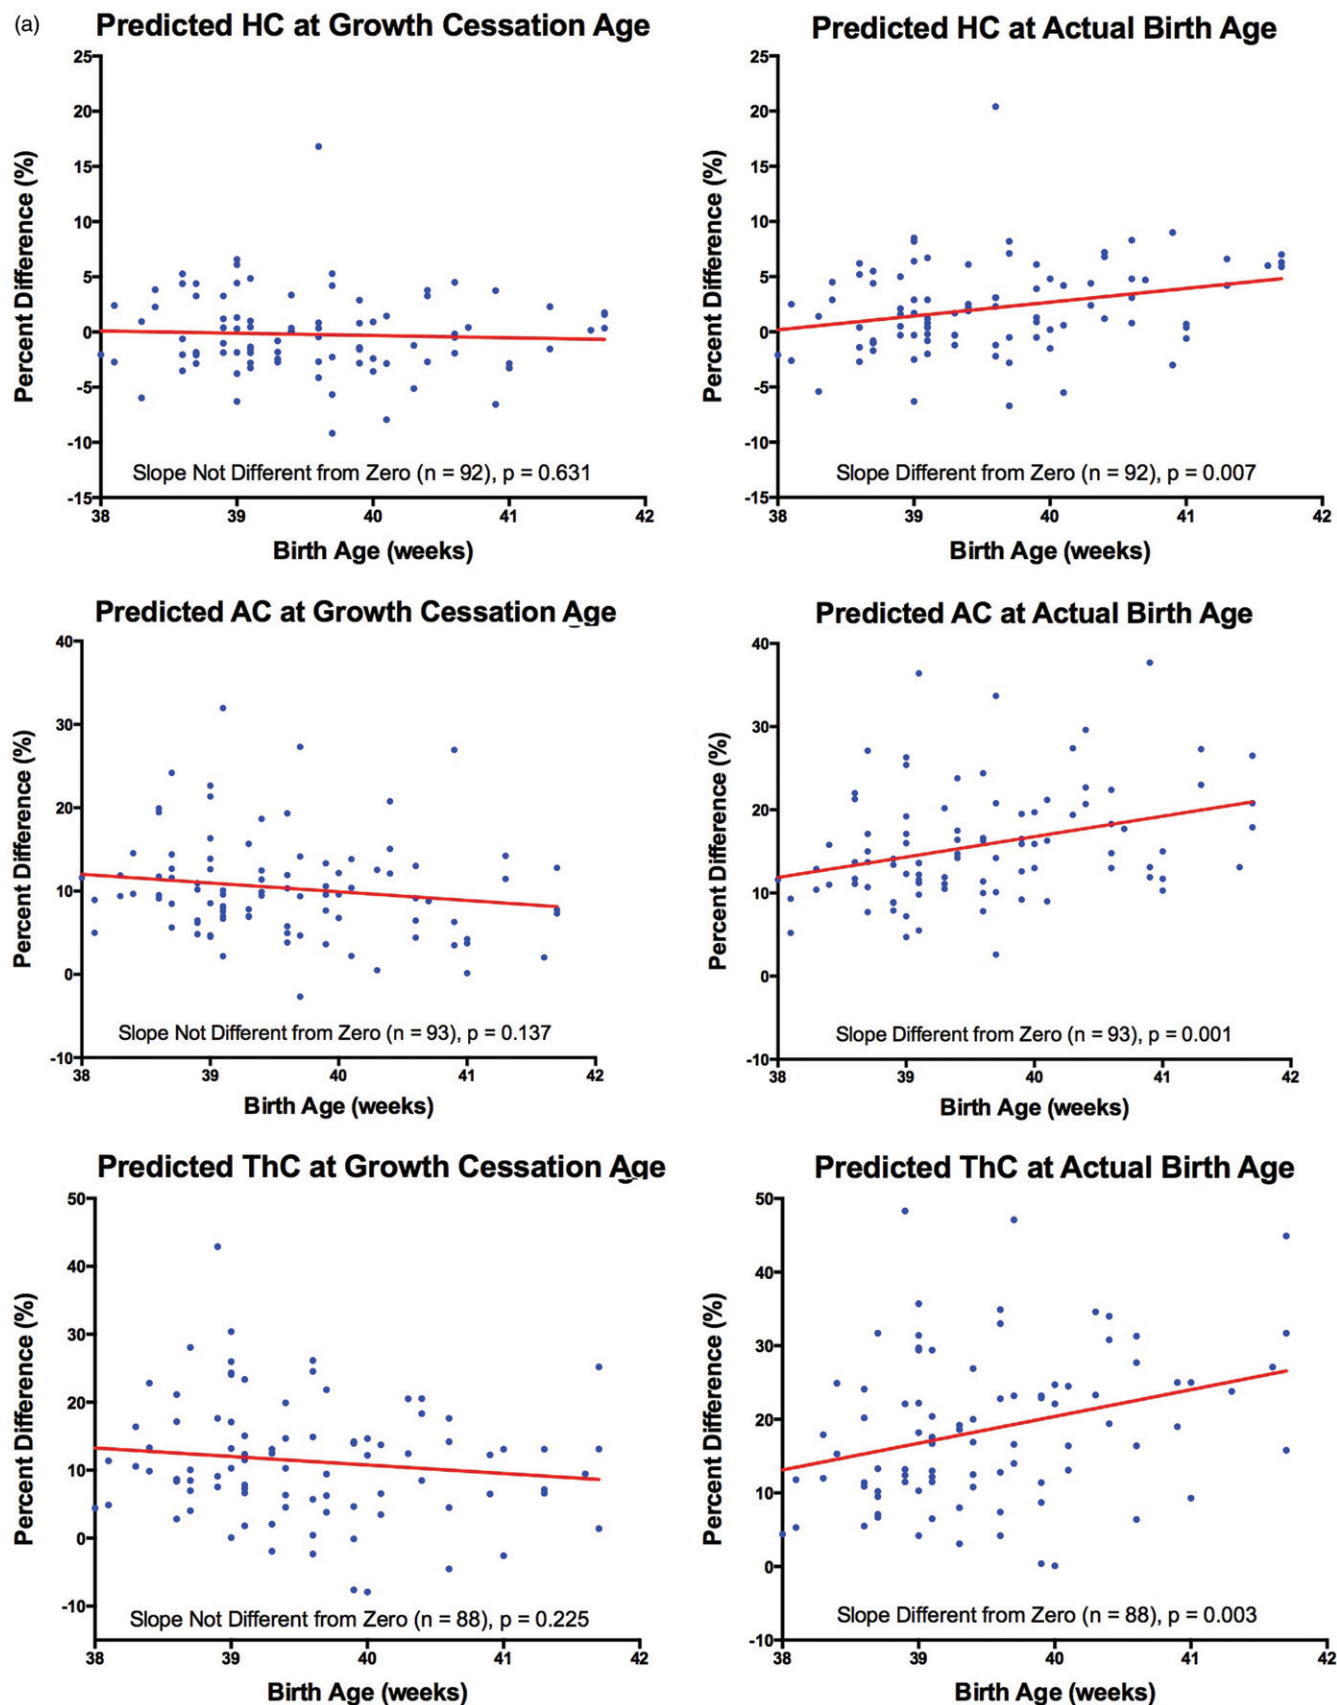 (a)
Predicted HC at Growth Cessation Age
Percent Difference (%)
25
20
15
10
5
0
-5
-10
-15
Slope Not Different from Zero (n = 92), p = 0.631
38 39 40 41 42
Birth Age (weeks)
Predicted HC at Actual Birth Age
Percent Difference (%)
25
20
15
10
5
0
-5
-10
-15
Slope Different from Zero (n = 92), p = 0.007
38 39 40 41 42
Birth Age (weeks)
Predicted AC at Growth Cessation Age
Percent Difference (%)
40
30
20
10
0
-10
Slope Not Different from Zero (n = 93), p = 0.137
38 39 40 41 42
Birth Age (weeks)
Predicted AC at Actual Birth Age
Percent Difference (%)
40
30
20
10
0
-10
Slope Different from Zero (n = 93), p = 0.001
38 39 40 41 42
Birth Age (weeks)
Predicted ThC at Growth Cessation Age
Percent Difference (%)
50
40
30
20
10
0
-10
Slope Not Different from Zero (n = 88), p = 0.225
38 39 40 41 42
Birth Age (weeks)
Predicted ThC at Actual Birth Age
Percent Difference (%)
50
40
30
20
10
0
-10
Slope Different from Zero (n = 88), p = 0.003
38 39 40 41 42
Birth Age (weeks)